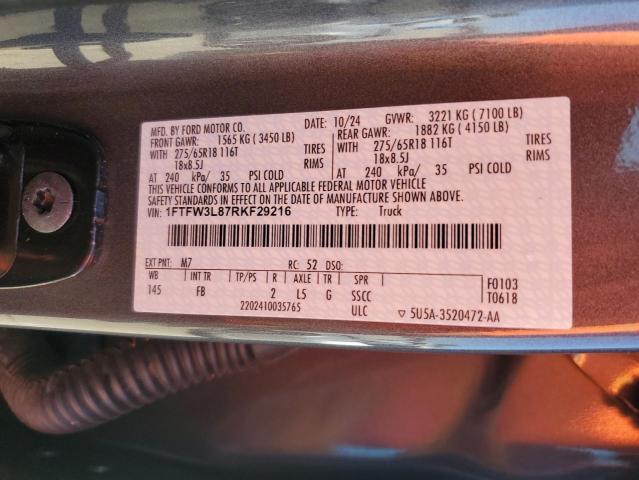 MFD. BY FORD MOTOR CO. 10/24 GVWR: 3221 KG ( 7100 LB)
FRONT GAWR: 1565 KG ( 3450 LB) REAR GAWR: 1882 KG ( 4150 LB)
WITH 275/65R18 116T TIRES WITH 275/65R18 116T TIRES
18x8.5J RIMS 18x8.5J RIMS
AT 240 kPa/ 35 PSI COLD AT 240 kPa/ 35 PSI COLD
THIS VEHICLE CONFORMS TO ALL APPLICABLE FEDERAL MOTOR VEHICLE
SAFETY STANDARDS IN EFFECT ON THE DATE OF MANUFACTURE SHOWN ABOVE.
VIN: 1FTFW3L87RKF29216 TYPE: Truck
EXT PNT: M7 RC: 52 DSO:
WB INT TR TP/PS R AXLE TR SPR F0103
145 FB 2 L5 G SSCC T0618
2202410035765 ULC 5U5A-3520472-AA